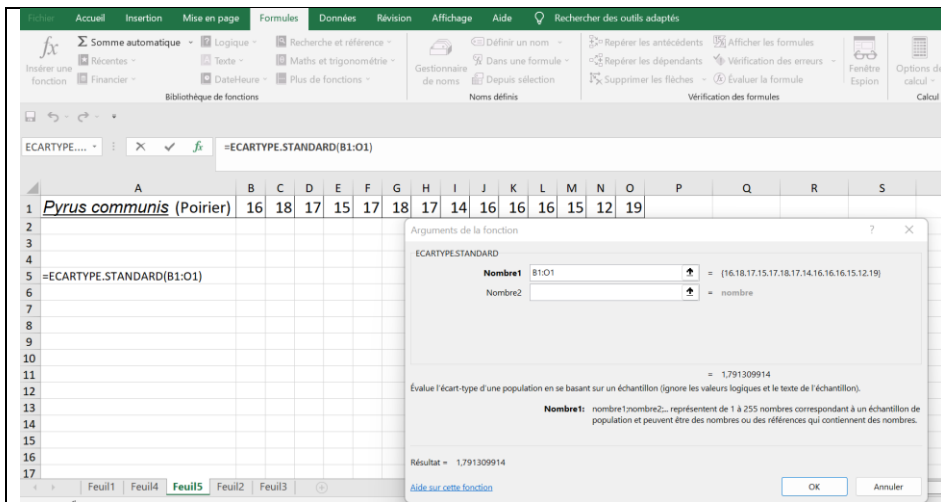 Fichier Accueil Insertion Mise en page Formules Données Révision Affichage Aide Rechercher des outils adaptés
fx Σ Somme automatique Logique Recherche et référence Définir un nom Repérer les antécédents Afficher les formules
Insérer une fonction Récentes Texte Maths et trigonométrie Gestionnaire de noms Dans une formule Repérer les dépendants Vérification des erreurs Fenêtre Espion Options de calcul
Financier DateHeure Plus de fonctions Depuis sélection Supprimer les flèches Évaluer la formule
Bibliothèque de fonctions Noms définis Vérification des formules Calcul
ECARTYPE.... fx =ECARTYPE.STANDARD(B1:O1)
A B C D E F G H I J K L M N O P Q R S
1 Pyrus communis (Poirier) 16 18 17 15 17 18 17 14 16 16 16 15 12 19
2
3
4
5 =ECARTYPE.STANDARD(B1:O1)
6
7
8
9
10
11
12
13
14
15
16
17
Arguments de la fonction ? ×
ECARTYPE.STANDARD
Nombre1 B1:O1 = {16.18.17.15.17.18.17.14.16.16.16.15.12.19}
Nombre2 = nombre
= 1,791309914
Évalue l'écart-type d'une population en se basant sur un échantillon (ignore les valeurs logiques et le texte de l'échantillon).
Nombre1: nombre1;nombre2;... représentent de 1 à 255 nombres correspondant à un échantillon de
population et peuvent être des nombres ou des références qui contiennent des nombres.
Résultat = 1,791309914
Aide sur cette fonction OK Annuler
Feuil1 Feuil4 Feuil5 Feuil2 Feuil3